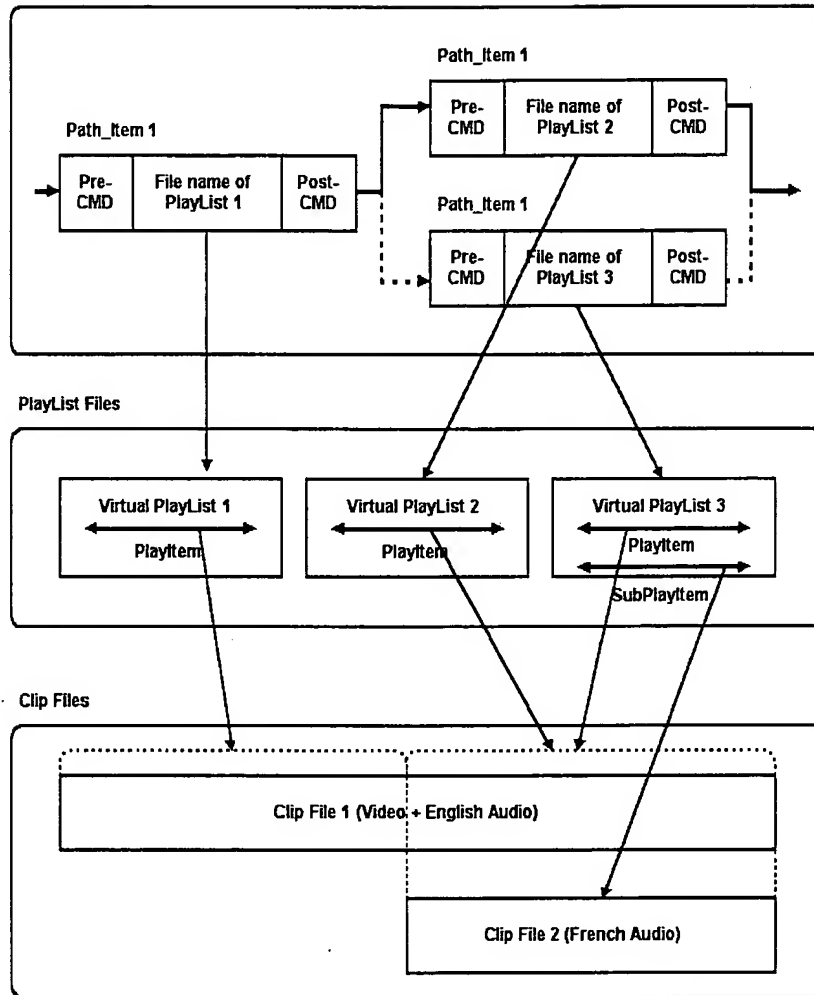 Path_Item 1
Pre-
CMD
File name of
PlayList 2
Post-
CMD
Path_Item 1
Pre-
CMD
File name of
PlayList 1
Post-
CMD
Path_Item 1
Pre-
CMD
File name of
PlayList 3
Post-
CMD
PlayList Files
Virtual PlayList 1
PlayItem
Virtual PlayList 2
PlayItem
Virtual PlayList 3
PlayItem
SubPlayItem
Clip Files
Clip File 1 (Video + English Audio)
Clip File 2 (French Audio)